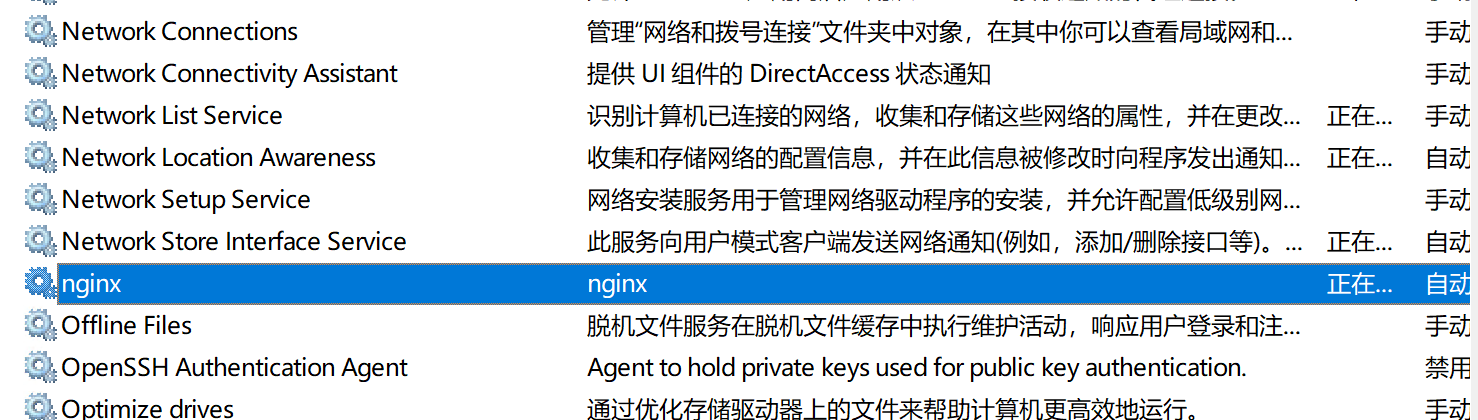 Network Connections 管理“网络和拨号连接”文件夹中对象，在其中你可以查看局域网和... 手动
Network Connectivity Assistant 提供 UI 组件的 DirectAccess 状态通知 手动
Network List Service 识别计算机已连接的网络，收集和存储这些网络的属性，并在更改... 正在... 手动
Network Location Awareness 收集和存储网络的配置信息，并在此信息被修改时向程序发出通知... 正在... 自动
Network Setup Service 网络安装服务用于管理网络驱动程序的安装，并允许配置低级别网... 手动
Network Store Interface Service 此服务向用户模式客户端发送网络通知(例如，添加/删除接口等)。... 正在... 自动
nginx nginx 正在... 自动
Offline Files 脱机文件服务在脱机文件缓存中执行维护活动，响应用户登录和注... 手动
OpenSSH Authentication Agent Agent to hold private keys used for public key authentication. 禁用
Optimize drives 通过优化存储驱动器上的文件来帮助计算机更高效地运行。 手动